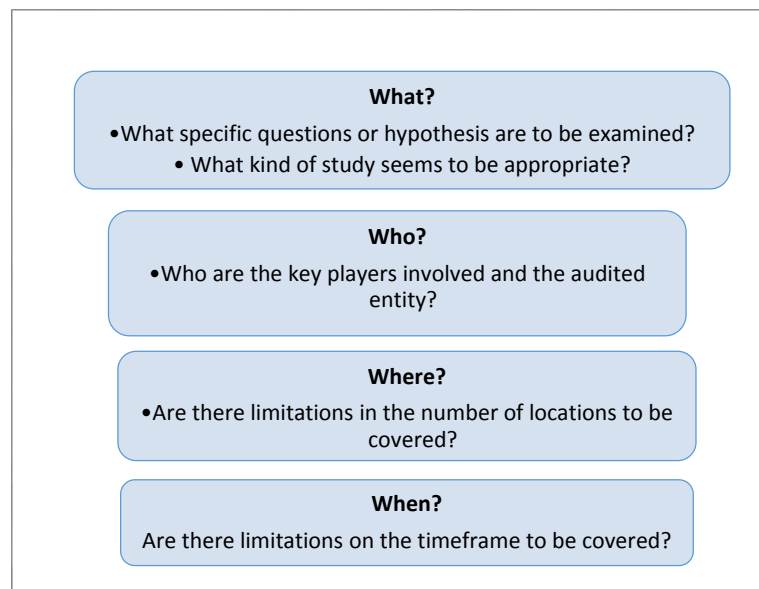 What?
•What specific questions or hypothesis are to be examined?
• What kind of study seems to be appropriate?
Who?
•Who are the key players involved and the audited
entity?
Where?
•Are there limitations in the number of locations to be
covered?
When?
Are there limitations on the timeframe to be covered?